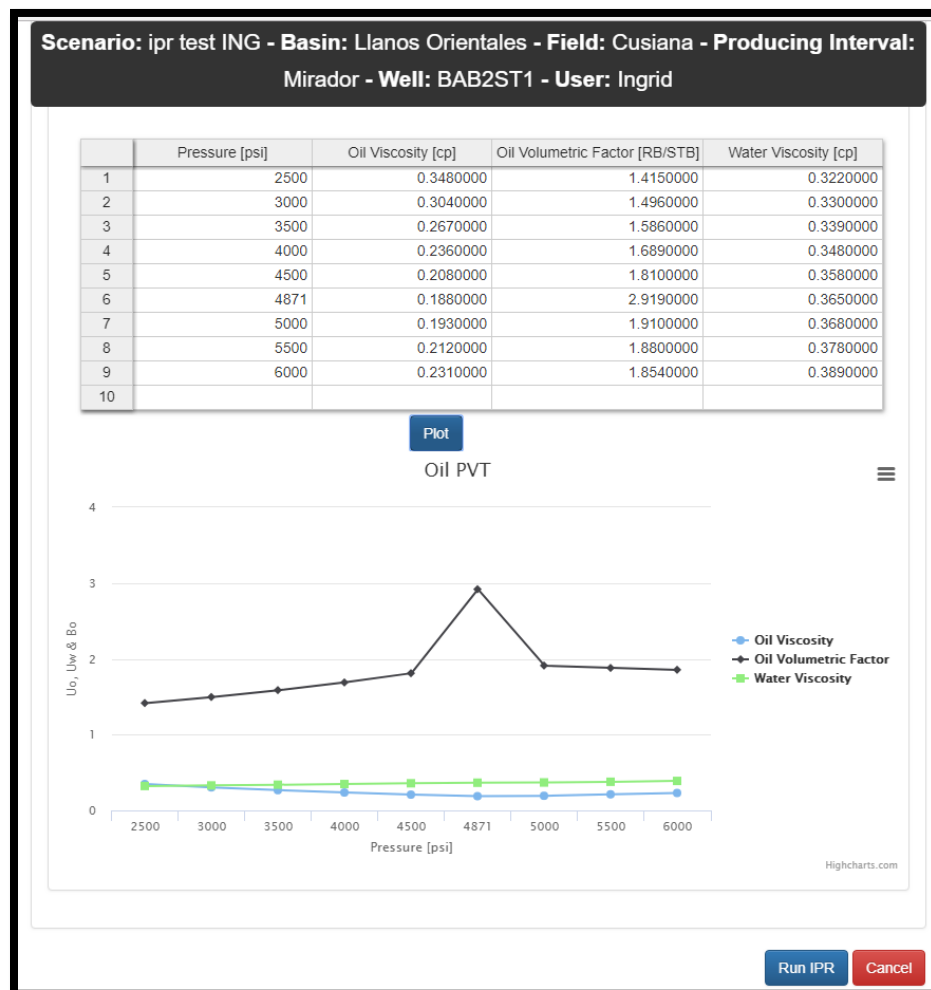 Scenario: ipr test ING - Basin: Llanos Orientales - Field: Cusiana - Producing Interval:
Mirador - Well: BAB2ST1 - User: Ingrid
Pressure [psi] Oil Viscosity [cp] Oil Volumetric Factor [RB/STB] Water Viscosity [cp]
1 2500 0.3480000 1.4150000 0.3220000
2 3000 0.3040000 1.4960000 0.3300000
3 3500 0.2670000 1.5860000 0.3390000
4 4000 0.2360000 1.6890000 0.3480000
5 4500 0.2080000 1.8100000 0.3580000
6 4871 0.1880000 2.9190000 0.3650000
7 5000 0.1930000 1.9100000 0.3680000
8 5500 0.2120000 1.8800000 0.3780000
9 6000 0.2310000 1.8540000 0.3890000
10
Plot
Oil PVT
4
3
2
1
0
Uo, Uw & Bo
2500 3000 3500 4000 4500 4871 5000 5500 6000
Pressure [psi]
Oil Viscosity
Oil Volumetric Factor
Water Viscosity
Highcharts.com
Run IPR Cancel